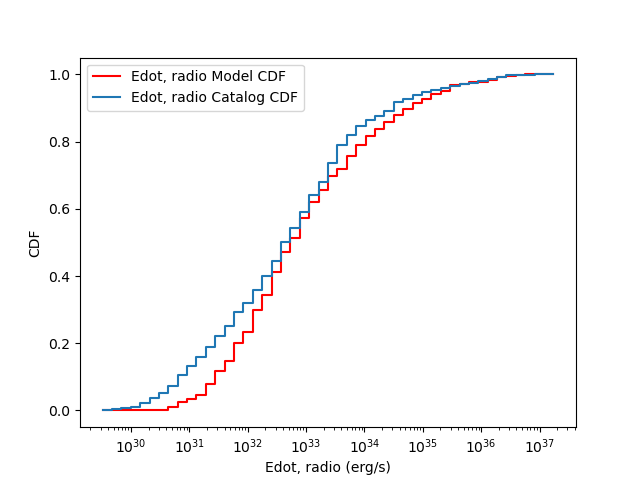 Edot, radio Model CDF
Edot, radio Catalog CDF
CDF
1.0
0.8
0.6
0.4
0.2
0.0
10^30 10^31 10^32 10^33 10^34 10^35 10^36 10^37
Edot, radio (erg/s)